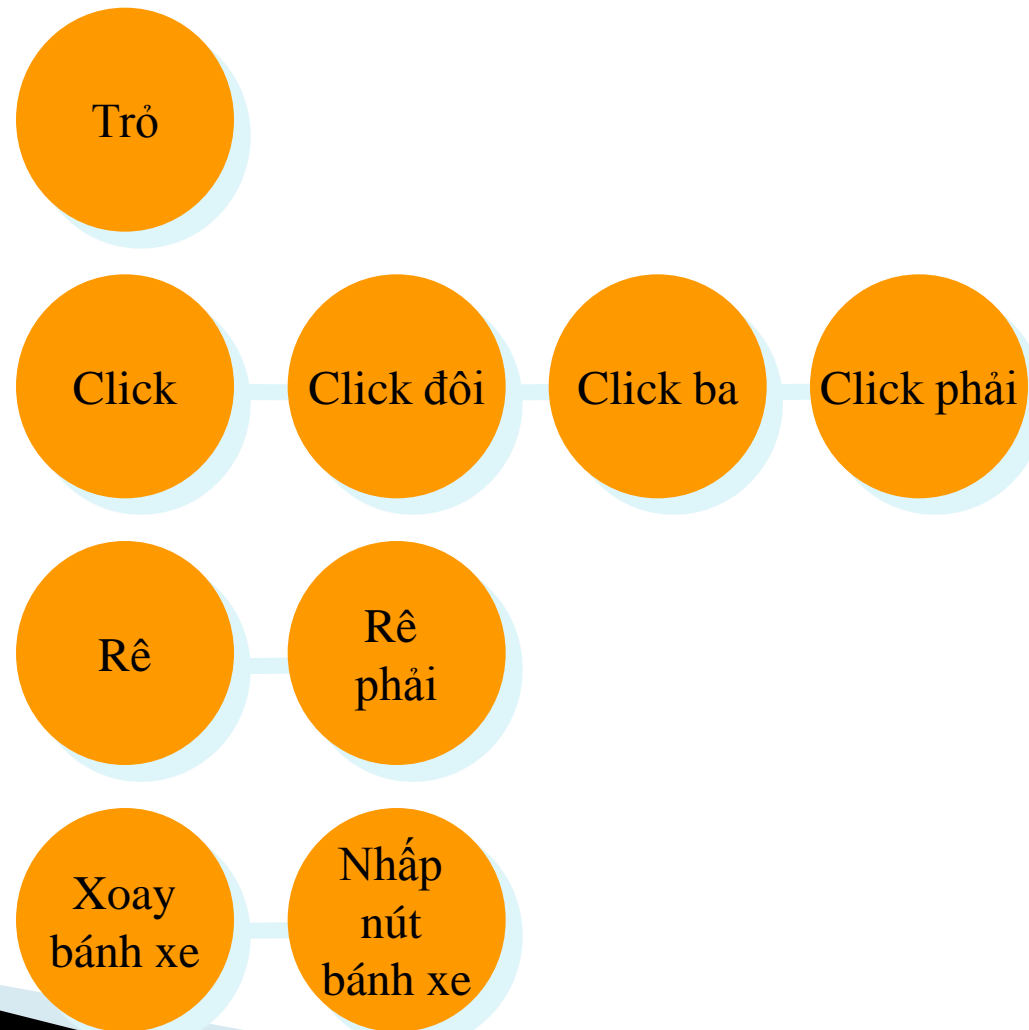 Trỏ
Click
Click đôi
Click ba
Click phải
Rê
Rê
phải
Xoay
bánh xe
Nhấp
nút
bánh xe